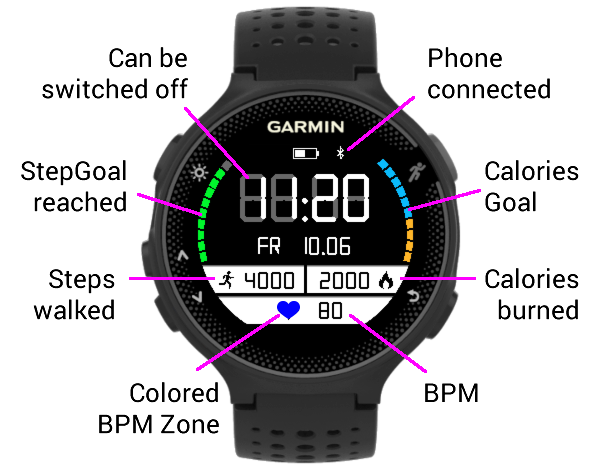 Can be
switched off
Phone
connected
GARMIN
StepGoal
reached
11:20
Calories
Goal
FR 10.06
Steps
walked
4000
2000
Calories
burned
80
Colored
BPM Zone
BPM